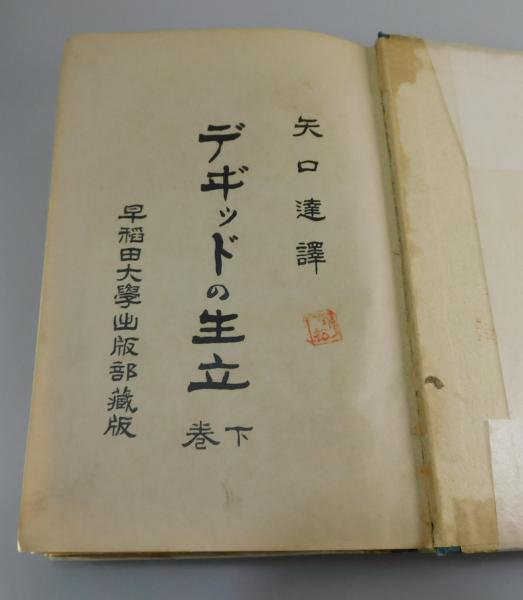 矢口達譯
デヰッドの生立
下巻
早稲田大學出版部藏版